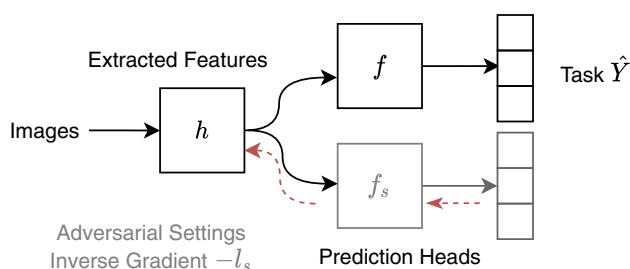 Extracted Features
f
Task Ŷ
Images
h
f_s
Adversarial Settings
Inverse Gradient −l_s
Prediction Heads